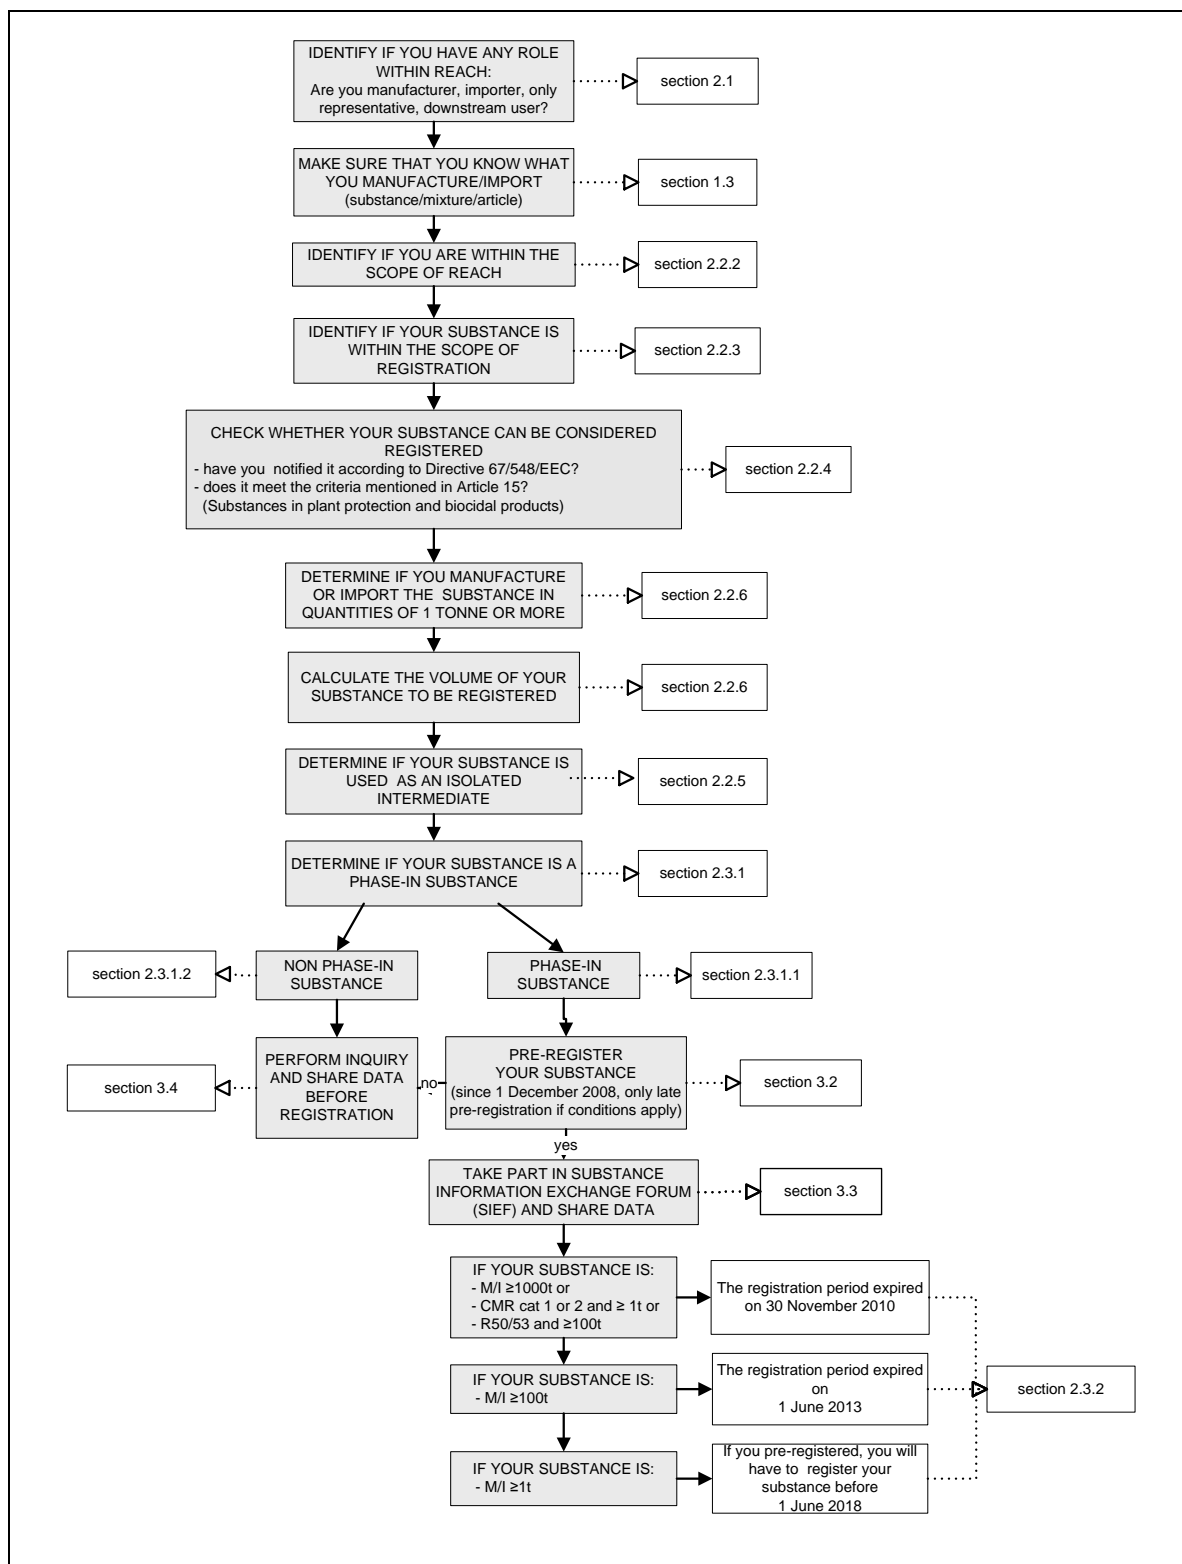 IDENTIFY IF YOU HAVE ANY ROLE
WITHIN REACH:
Are you manufacturer, importer, only
representative, downstream user?
section 2.1
MAKE SURE THAT YOU KNOW WHAT
YOU MANUFACTURE/IMPORT
(substance/mixture/article)
section 1.3
IDENTIFY IF YOU ARE WITHIN THE
SCOPE OF REACH
section 2.2.2
IDENTIFY IF YOUR SUBSTANCE IS
WITHIN THE SCOPE OF
REGISTRATION
section 2.2.3
CHECK WHETHER YOUR SUBSTANCE CAN BE CONSIDERED
REGISTERED
- have you notified it according to Directive 67/548/EEC?
- does it meet the criteria mentioned in Article 15?
(Substances in plant protection and biocidal products)
section 2.2.4
DETERMINE IF YOU MANUFACTURE
OR IMPORT THE SUBSTANCE IN
QUANTITIES OF 1 TONNE OR MORE
section 2.2.6
CALCULATE THE VOLUME OF YOUR
SUBSTANCE TO BE REGISTERED
section 2.2.6
DETERMINE IF YOUR SUBSTANCE IS
USED AS AN ISOLATED
INTERMEDIATE
section 2.2.5
DETERMINE IF YOUR SUBSTANCE IS A
PHASE-IN SUBSTANCE
section 2.3.1
section 2.3.1.2
NON PHASE-IN
SUBSTANCE
PHASE-IN
SUBSTANCE
section 2.3.1.1
section 3.4
PERFORM INQUIRY
AND SHARE DATA
BEFORE
REGISTRATION
no
PRE-REGISTER
YOUR SUBSTANCE
(since 1 December 2008, only late
pre-registration if conditions apply)
section 3.2
yes
TAKE PART IN SUBSTANCE
INFORMATION EXCHANGE FORUM
(SIEF) AND SHARE DATA
section 3.3
IF YOUR SUBSTANCE IS:
- M/I ≥1000t or
- CMR cat 1 or 2 and ≥ 1t or
- R50/53 and ≥100t
The registration period expired
on 30 November 2010
IF YOUR SUBSTANCE IS:
- M/I ≥100t
The registration period expired
on
1 June 2013
section 2.3.2
IF YOUR SUBSTANCE IS:
- M/I ≥1t
If you pre-registered, you will
have to register your
substance before
1 June 2018